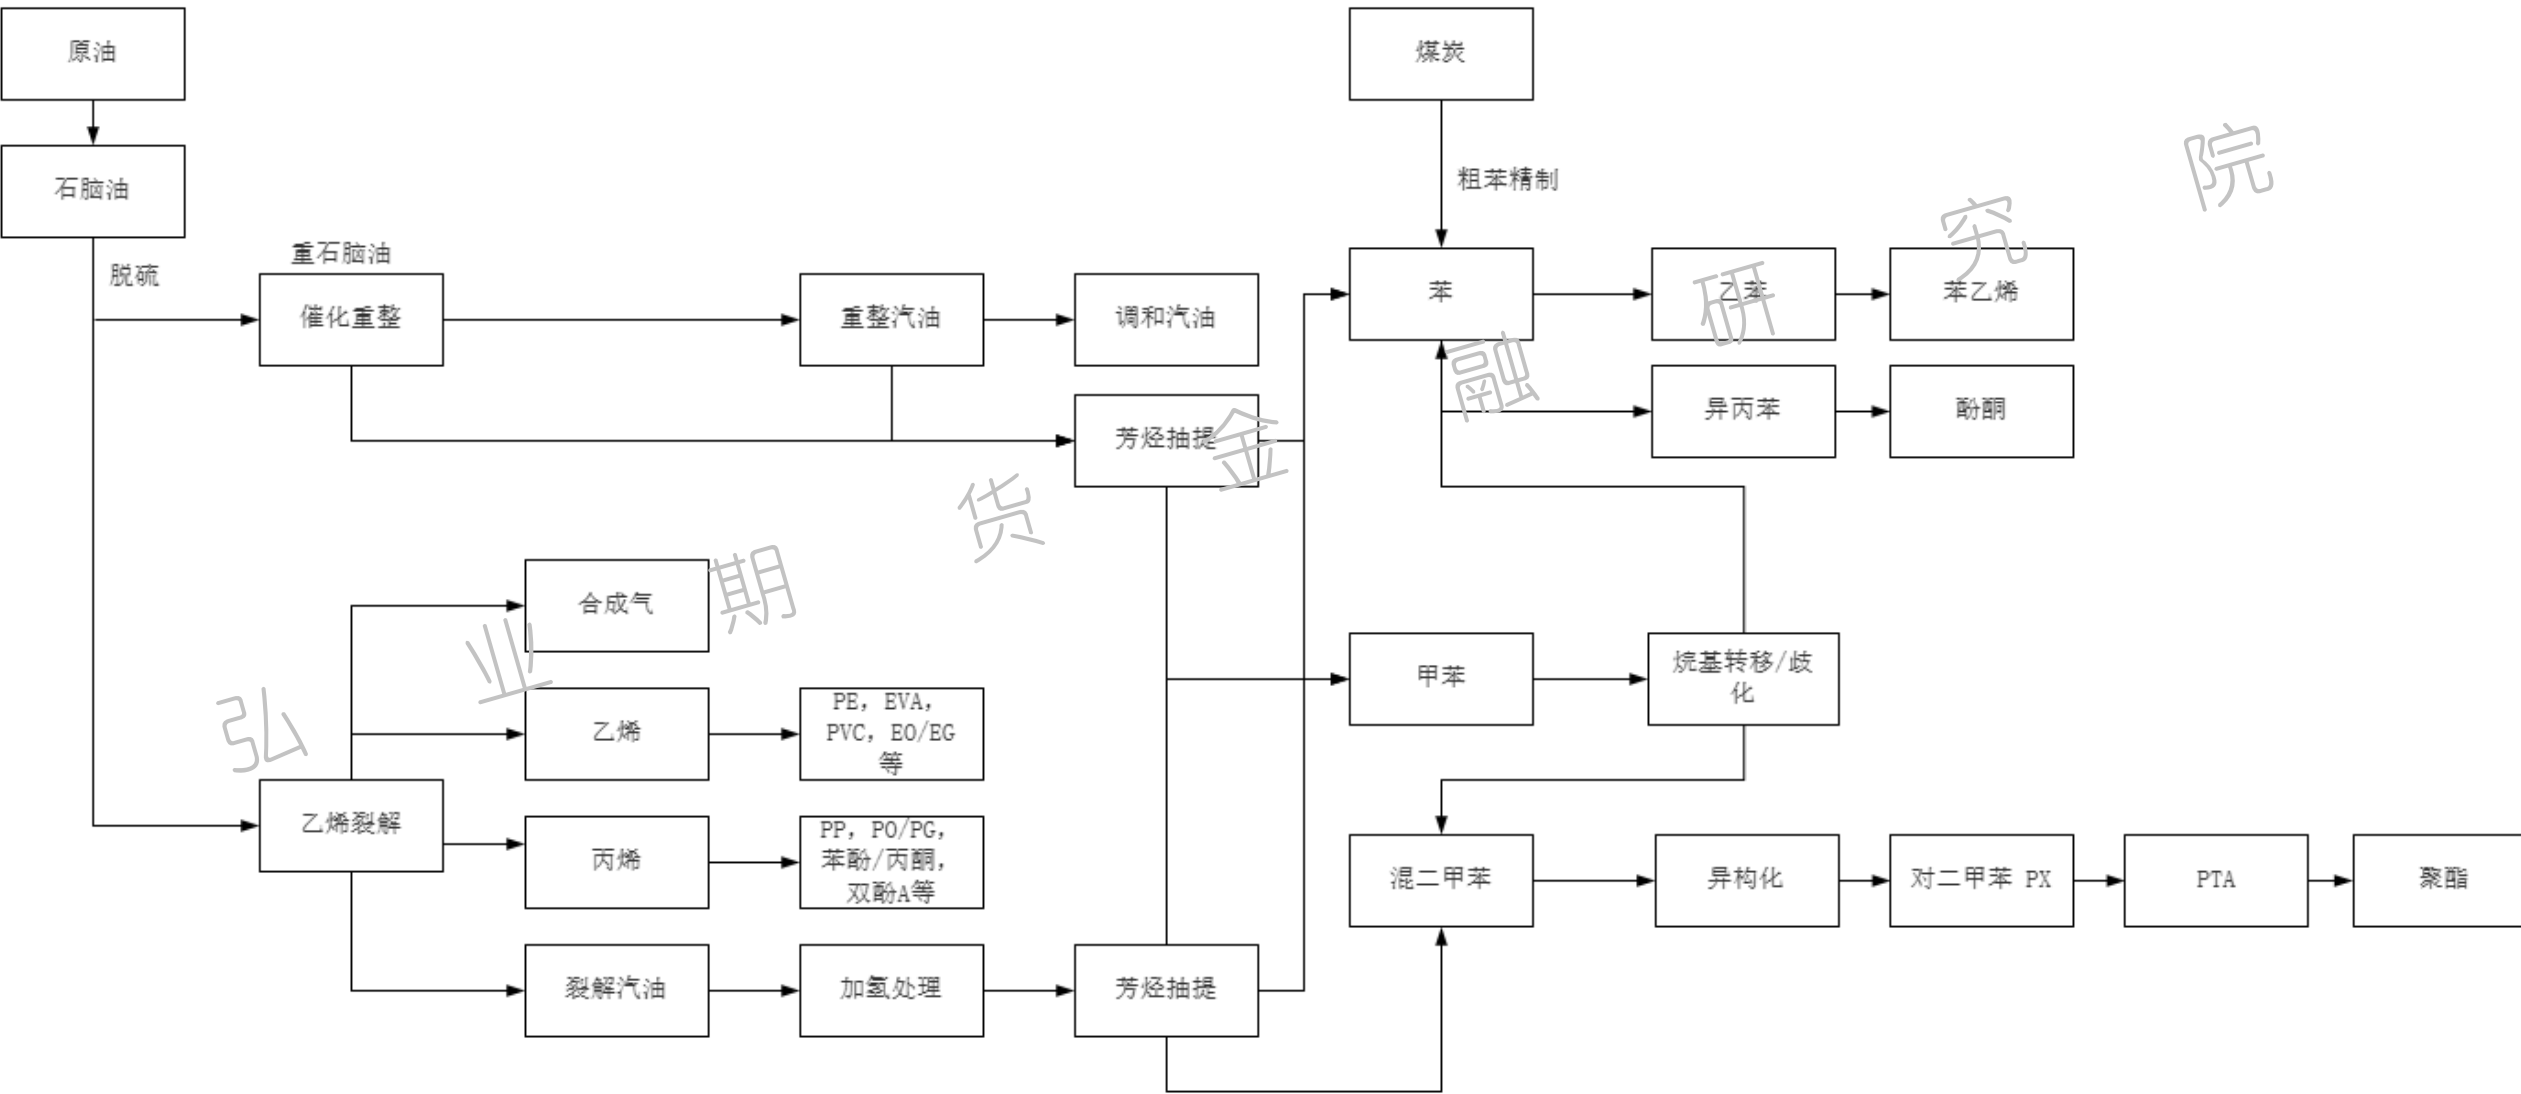 原油
石脑油
脱硫
重石脑油
催化重整
重整汽油
调和汽油
芳烃抽提
合成气
乙烯
PE, EVA,
PVC, EO/EG
等
乙烯裂解
丙烯
PP, PO/PG,
苯酚/丙酮,
双酚A等
裂解汽油
加氢处理
芳烃抽提
煤炭
粗苯精制
苯
乙苯
苯乙烯
异丙苯
酚酮
甲苯
烷基转移/歧
化
混二甲苯
异构化
对二甲苯 PX
PTA
聚酯
弘业期货金融研究院